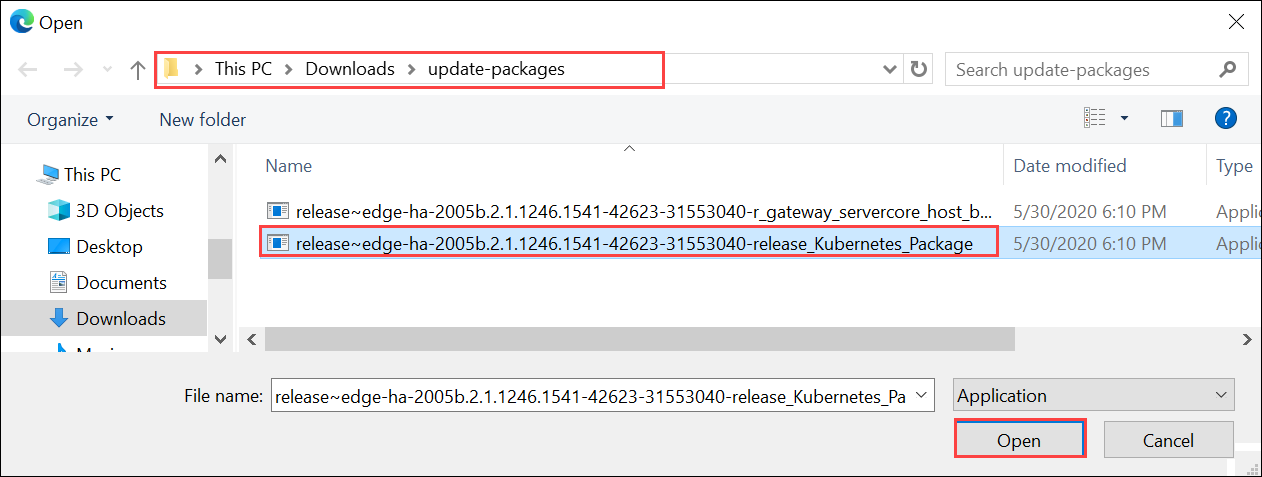 Open
This PC > Downloads > update-packages
Search update-packages
Organize
New folder
?
Name
Date modified
Type
This PC
3D Objects
Desktop
Documents
Downloads
release~edge-ha-2005b.2.1.1246.1541-42623-31553040-r_gateway_servercore_host_b... 5/30/2020 6:10 PM Applic
release~edge-ha-2005b.2.1.1246.1541-42623-31553040-release_Kubernetes_Package 5/30/2020 6:10 PM Applic
File name: release~edge-ha-2005b.2.1.1246.1541-42623-31553040-release_Kubernetes_Pa
Application
Open
Cancel